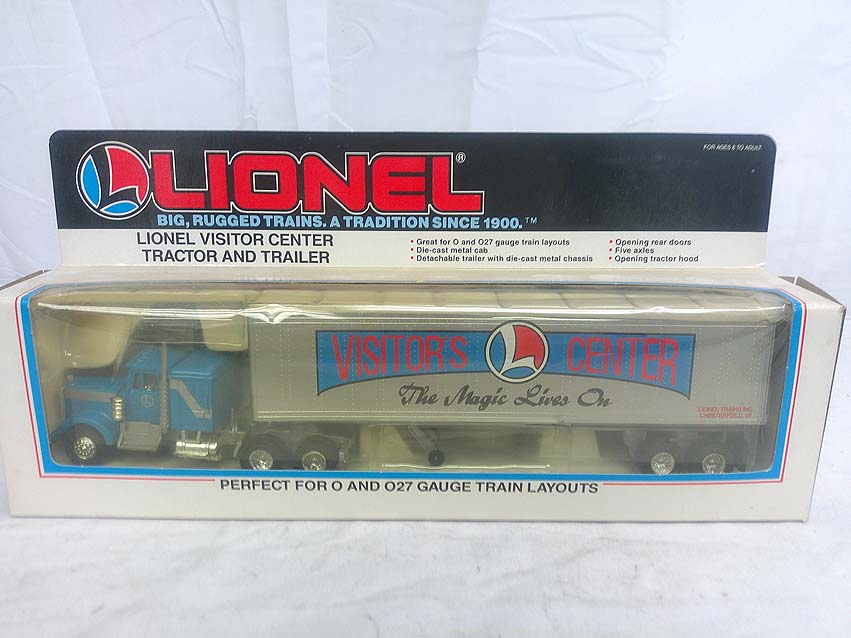 FOR AGES 8 TO ADULT
LIONEL®
BIG, RUGGED TRAINS. A TRADITION SINCE 1900.™
LIONEL VISITOR CENTER
TRACTOR AND TRAILER
• Great for O and O27 gauge train layouts
• Die-cast metal cab
• Detachable trailer with die-cast metal chassis
• Opening rear doors
• Five axles
• Opening tractor hood
VISITOR'S L CENTER
The Magic Lives On
LIONEL TRAINS, INC.
CHESTERFIELD, MI
PERFECT FOR O AND O27 GAUGE TRAIN LAYOUTS